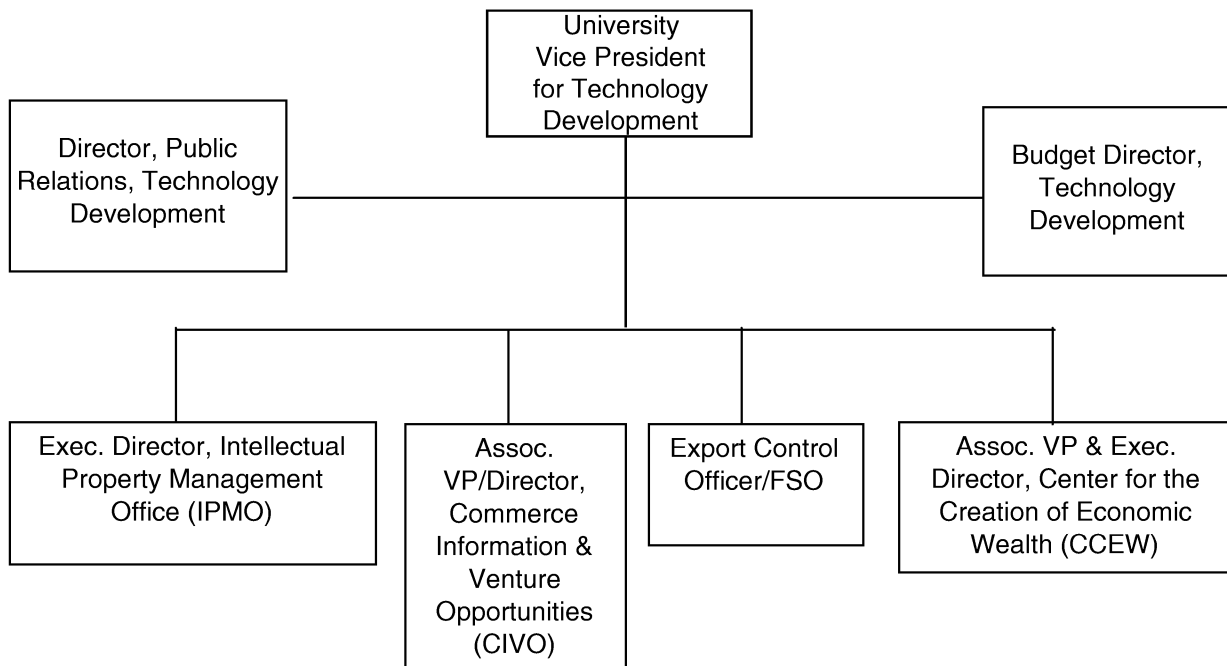 University
Vice President
for Technology
Development
Director, Public
Relations, Technology
Development
Budget Director,
Technology
Development
Exec. Director, Intellectual
Property Management
Office (IPMO)
Assoc.
VP/Director,
Commerce
Information &
Venture
Opportunities
(CIVO)
Export Control
Officer/FSO
Assoc. VP & Exec.
Director, Center for the
Creation of Economic
Wealth (CCEW)